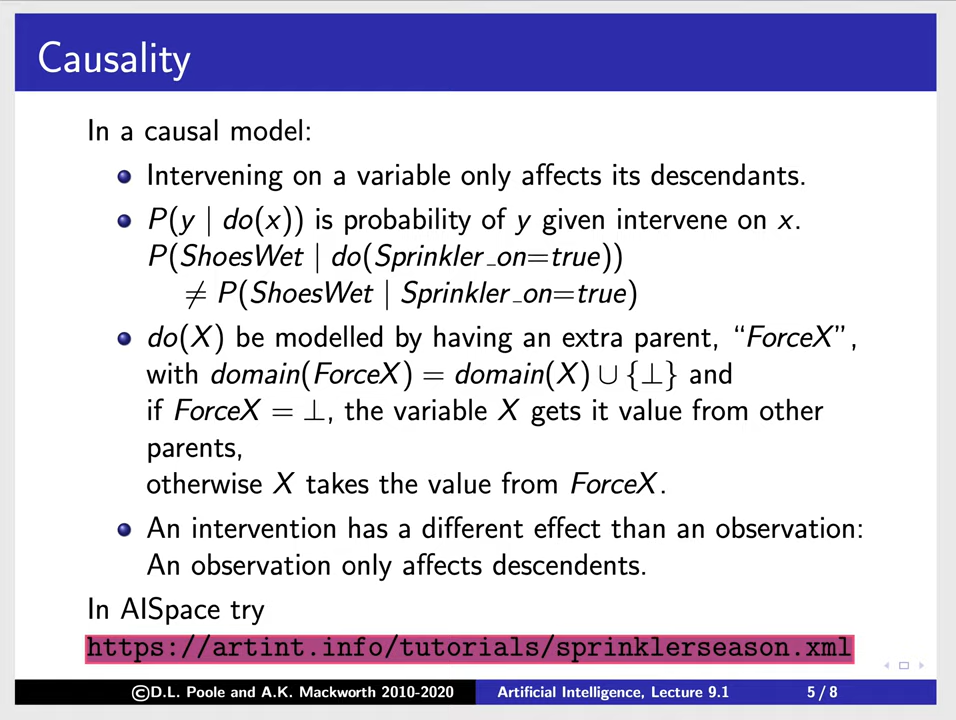 Causality
In a causal model:
Intervening on a variable only affects its descendants.
P(y | do(x)) is probability of y given intervene on x.
P(ShoesWet | do(Sprinkler_on=true))
≠ P(ShoesWet | Sprinkler_on=true)
do(X) be modelled by having an extra parent, “ForceX”,
with domain(ForceX) = domain(X) ∪ {⊥} and
if ForceX = ⊥, the variable X gets it value from other
parents,
otherwise X takes the value from ForceX.
An intervention has a different effect than an observation:
An observation only affects descendents.
In AISpace try
https://artint.info/tutorials/sprinklerseason.xml
©D.L. Poole and A.K. Mackworth 2010-2020 Artificial Intelligence, Lecture 9.1 5 / 8